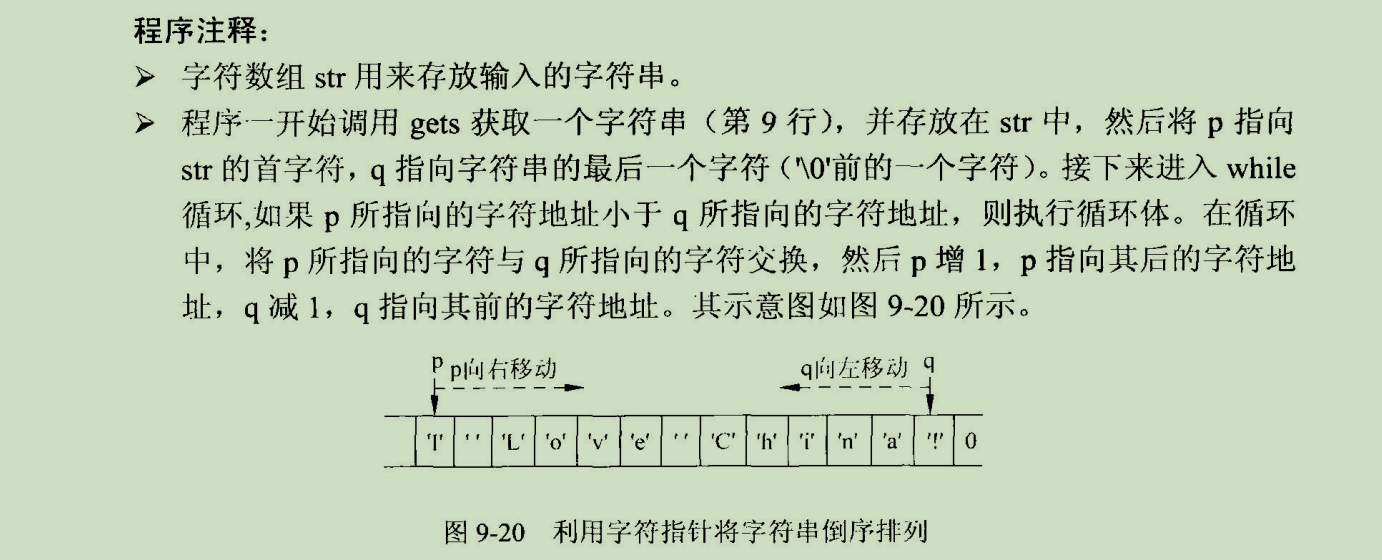 程序注释：
➢ 字符数组 str 用来存放输入的字符串。
➢ 程序一开始调用 gets 获取一个字符串（第 9 行），并存放在 str 中，然后将 p 指向
str 的首字符，q 指向字符串的最后一个字符（'\0'前的一个字符）。接下来进入 while
循环,如果 p 所指向的字符地址小于 q 所指向的字符地址，则执行循环体。在循环
中，将 p 所指向的字符与 q 所指向的字符交换，然后 p 增 1，p 指向其后的字符地
址，q 减 1，q 指向其前的字符地址。其示意图如图 9-20 所示。
p p向右移动 q向左移动 q
'I' ' ' 'L' 'o' 'v' 'e' ' ' 'C' 'h' 'i' 'n' 'a' '!' 0
图 9-20 利用字符指针将字符串倒序排列